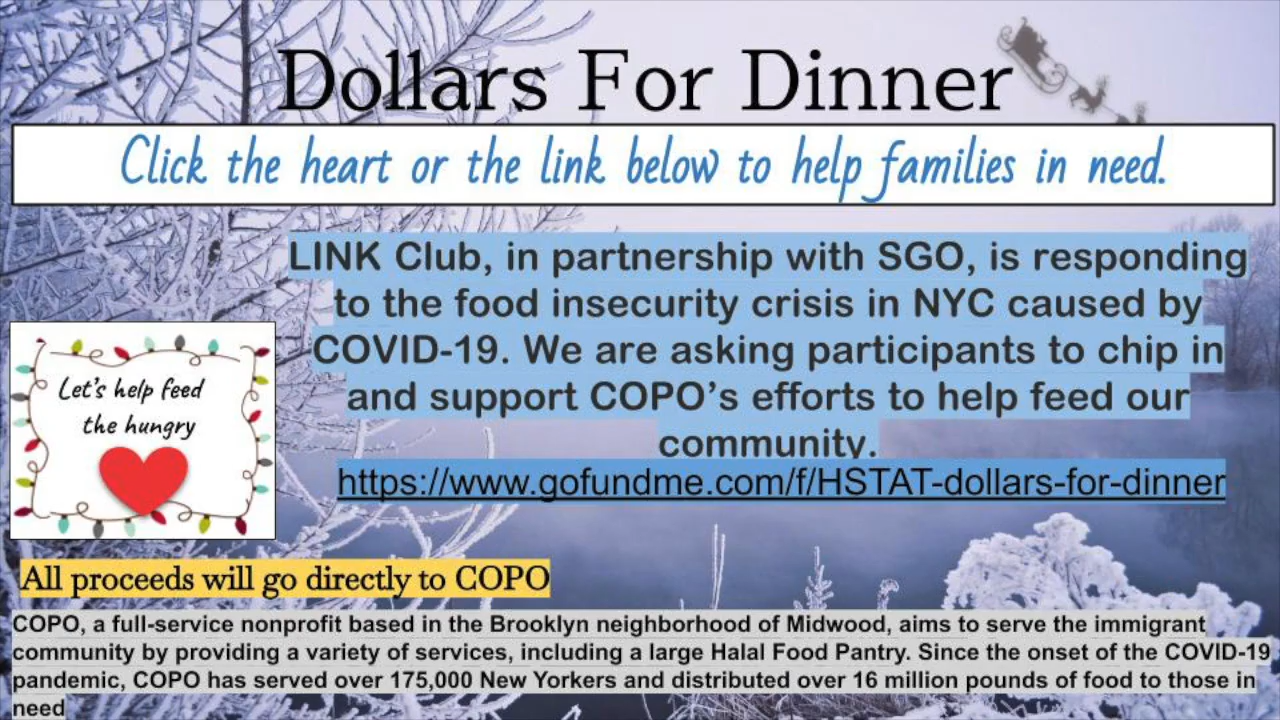 Dollars For Dinner
Click the heart or the link below to help families in need.
LINK Club, in partnership with SGO, is responding
to the food insecurity crisis in NYC caused by
COVID-19. We are asking participants to chip in
and support COPO’s efforts to help feed our
community.
https://www.gofundme.com/f/HSTAT-dollars-for-dinner
Let's help feed
the hungry
All proceeds will go directly to COPO
COPO, a full-service nonprofit based in the Brooklyn neighborhood of Midwood, aims to serve the immigrant
community by providing a variety of services, including a large Halal Food Pantry. Since the onset of the COVID-19
pandemic, COPO has served over 175,000 New Yorkers and distributed over 16 million pounds of food to those in
need